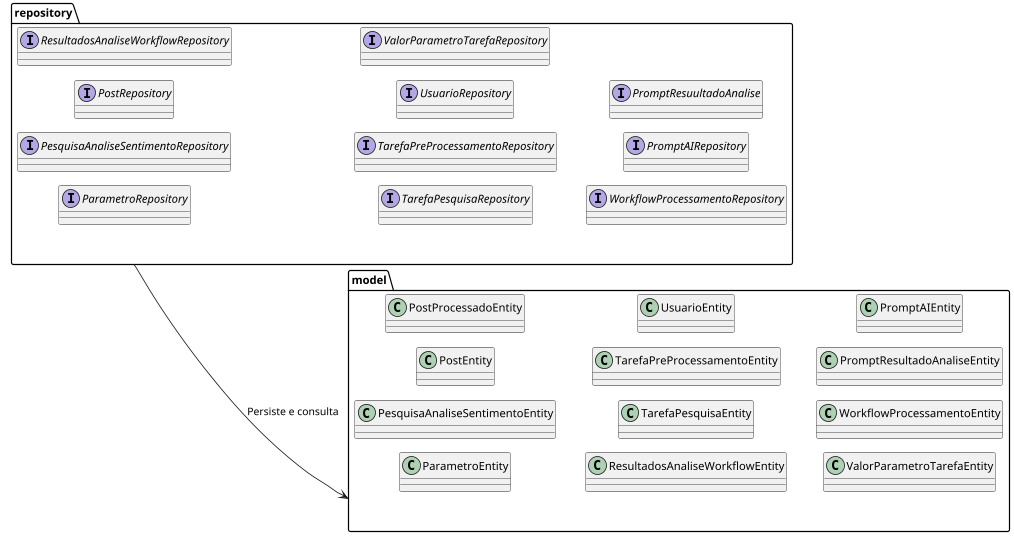 repository
I ResultadosAnaliseWorkflowRepository
I ValorParametroTarefaRepository
I PostRepository
I UsuarioRepository
I PromptResuultadoAnalise
I PesquisaAnaliseSentimentoRepository
I TarefaPreProcessamentoRepository
I PromptAIRepository
I ParametroRepository
I TarefaPesquisaRepository
I WorkflowProcessamentoRepository
model
C PostProcessadoEntity
C UsuarioEntity
C PromptAIEntity
C PostEntity
C TarefaPreProcessamentoEntity
C PromptResultadoAnaliseEntity
Persiste e consulta
C PesquisaAnaliseSentimentoEntity
C TarefaPesquisaEntity
C WorkflowProcessamentoEntity
C ParametroEntity
C ResultadosAnaliseWorkflowEntity
C ValorParametroTarefaEntity